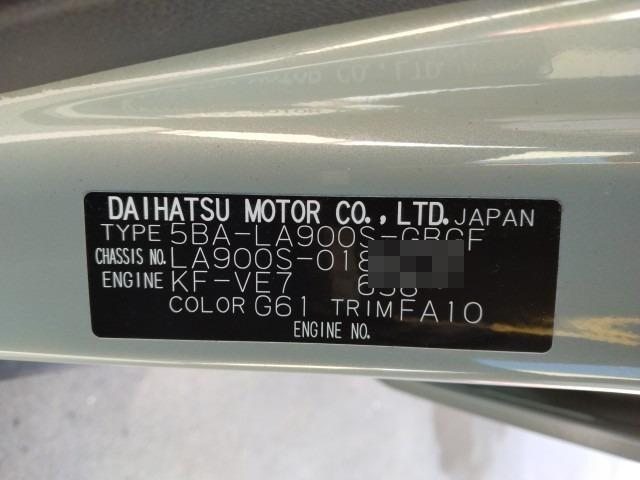 DAIHATSU MOTOR CO., LTD. JAPAN
TYPE 5BA-LA900S-GBGF
CHASSIS NO. LA900S-018
ENGINE KF-VE7 658
COLOR G61 TRIM FA10
ENGINE NO.